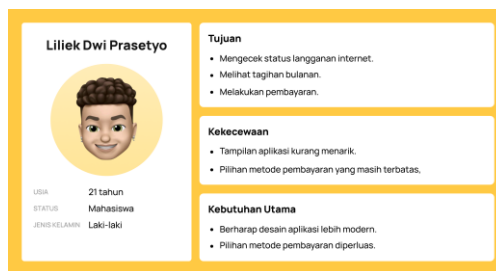 Liliek Dwi Prasetyo
USIA 21 tahun
STATUS Mahasiswa
JENIS KELAMIN Laki-laki
Tujuan
• Mengecek status langganan internet.
• Melihat tagihan bulanan.
• Melakukan pembayaran.
Kekecewaan
• Tampilan aplikasi kurang menarik.
• Pilihan metode pembayaran yang masih terbatas,
Kebutuhan Utama
• Berharap desain aplikasi lebih modern.
• Pilihan metode pembayaran diperluas.